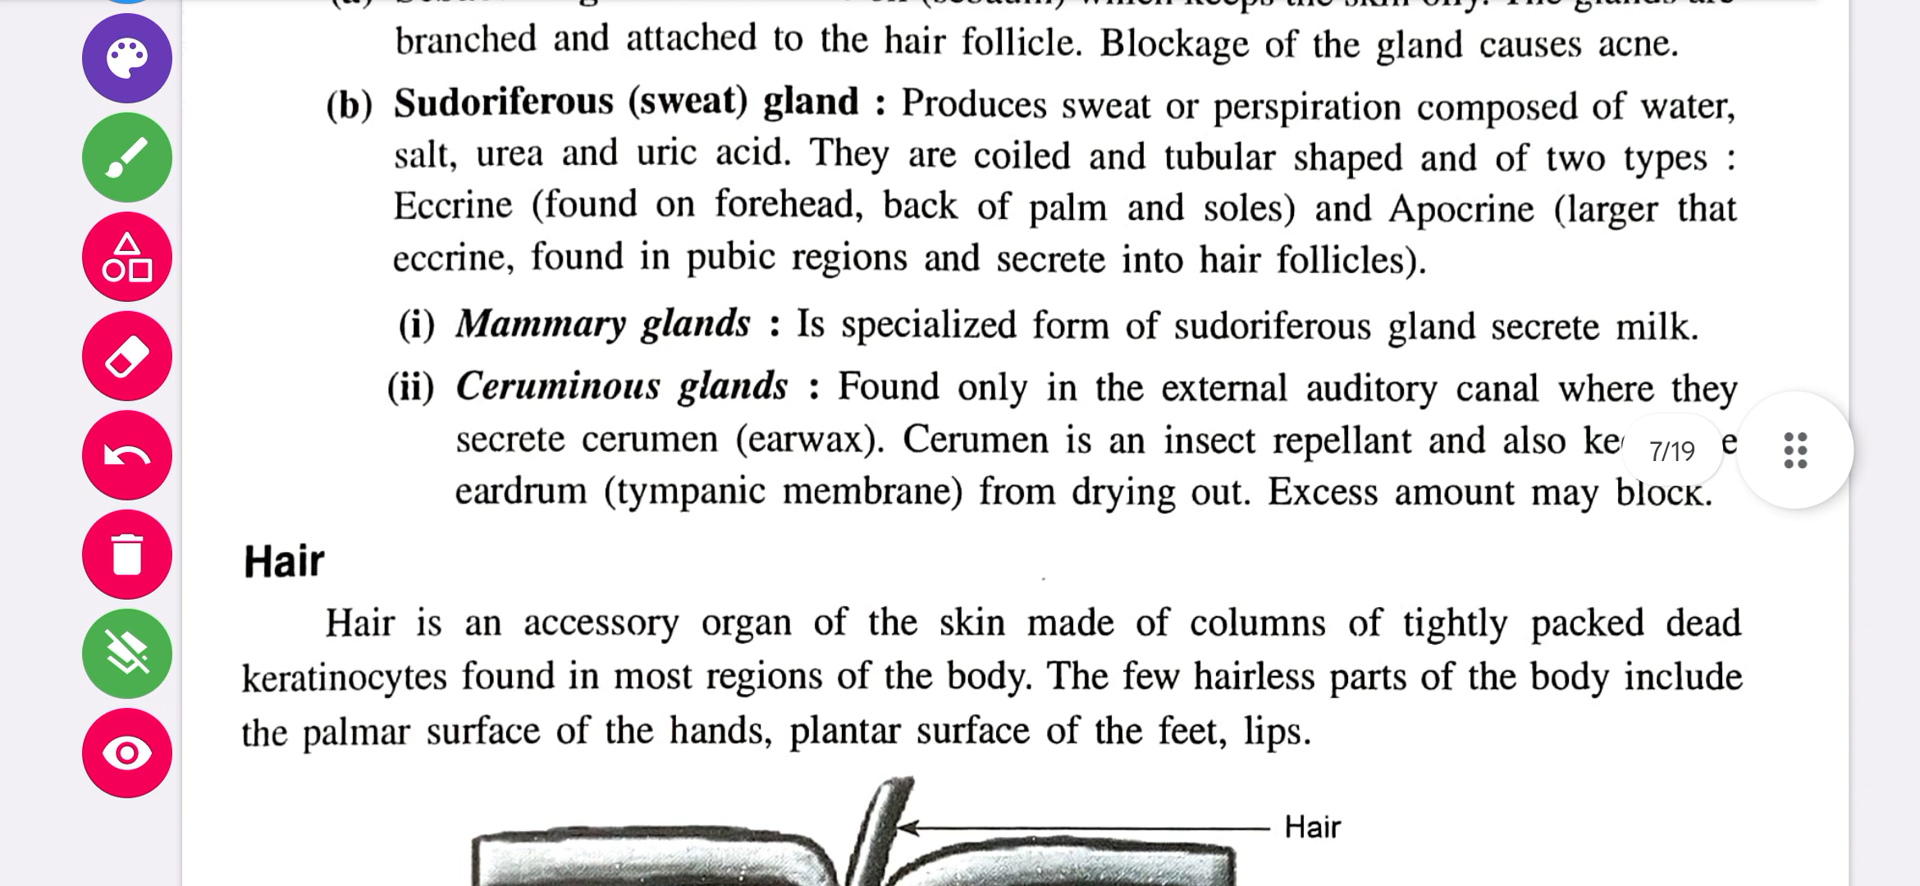 branched and attached to the hair follicle. Blockage of the gland causes acne.
(b) Sudoriferous (sweat) gland : Produces sweat or perspiration composed of water,
salt, urea and uric acid. They are coiled and tubular shaped and of two types :
Eccrine (found on forehead, back of palm and soles) and Apocrine (larger that
eccrine, found in pubic regions and secrete into hair follicles).
(i) Mammary glands : Is specialized form of sudoriferous gland secrete milk.
(ii) Ceruminous glands : Found only in the external auditory canal where they
secrete cerumen (earwax). Cerumen is an insect repellant and also
7/19
eardrum (tympanic membrane) from drying out. Excess amount may block.
Hair
Hair is an accessory organ of the skin made of columns of tightly packed dead
keratinocytes found in most regions of the body. The few hairless parts of the body include
the palmar surface of the hands, plantar surface of the feet, lips.
Hair